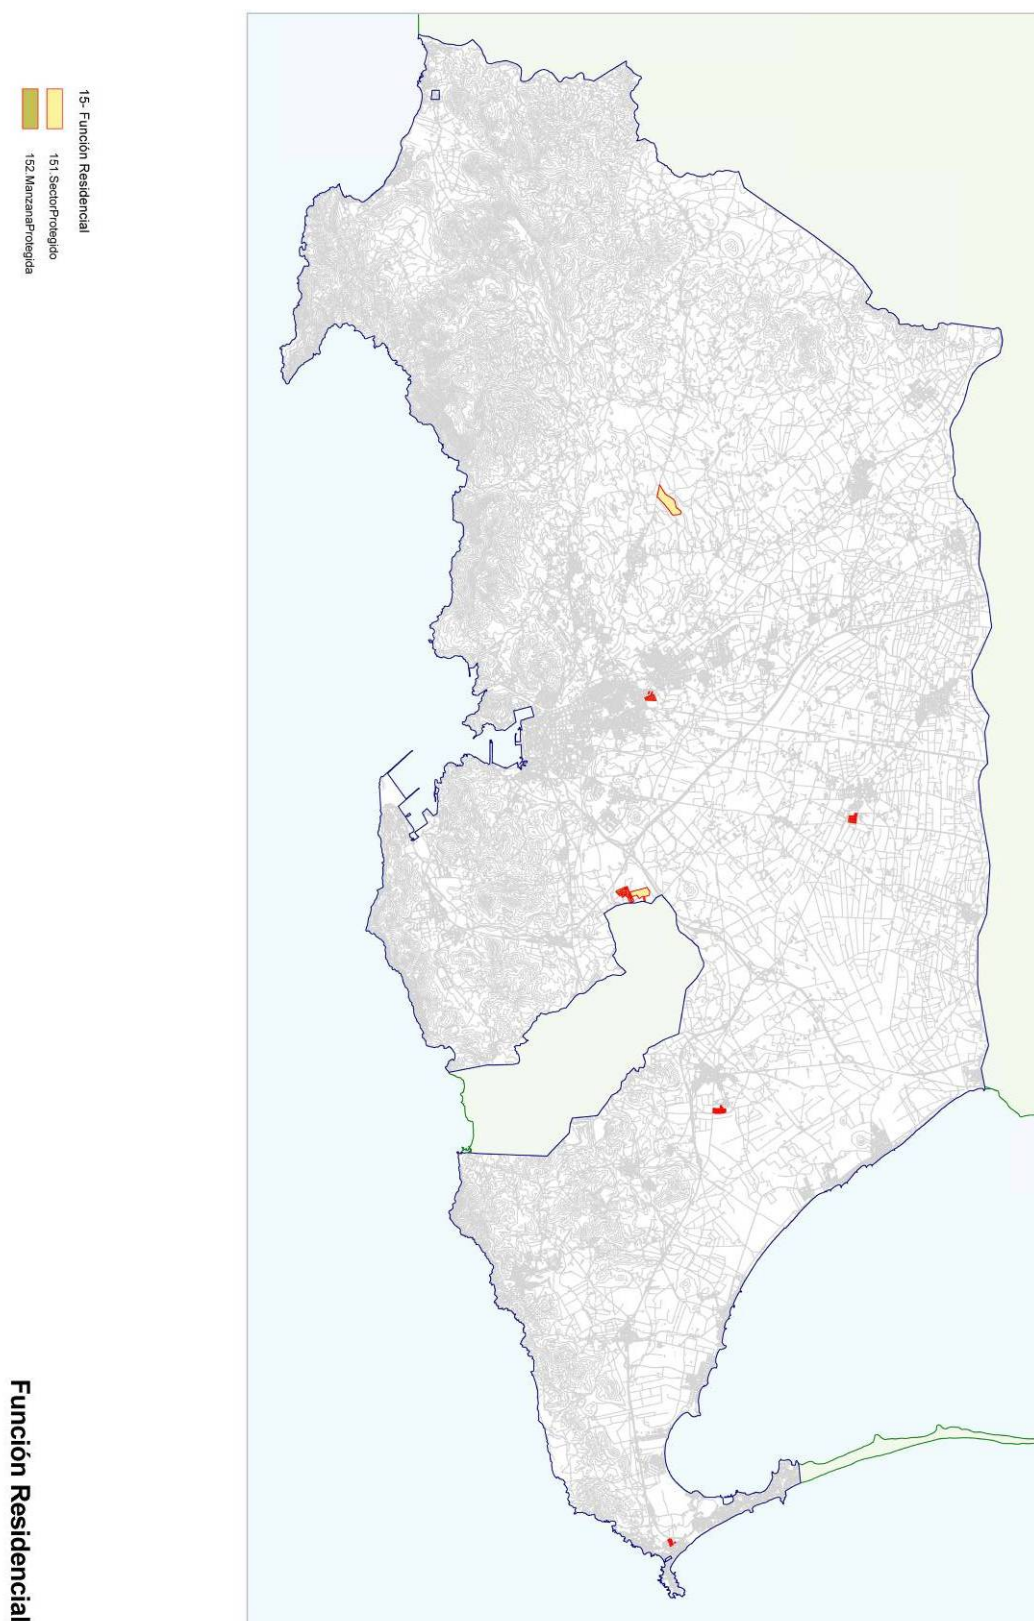 15- Función Residencial
151.SectorProtegido
152.ManzanaProtegida
Función Residencial